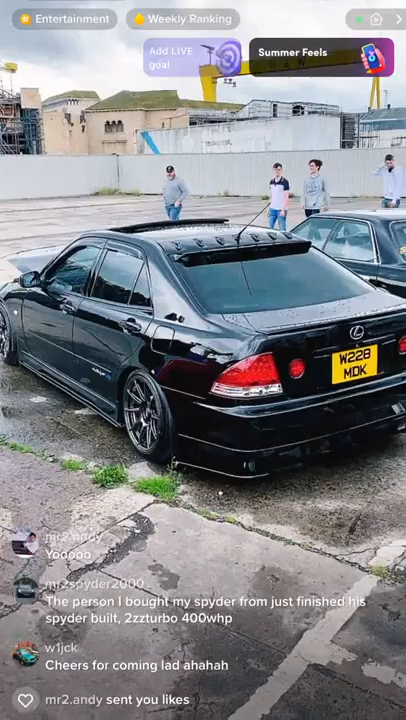 Entertainment
Weekly Ranking
Add LIVE
goal
Summer Feels
W228
MDK
mr2.andy
Yooooo
mr2spyder2000
The person I bought my spyder from just finished his
spyder built, 2zzturbo 400whp
w1jck
Cheers for coming lad ahahah
mr2.andy sent you likes